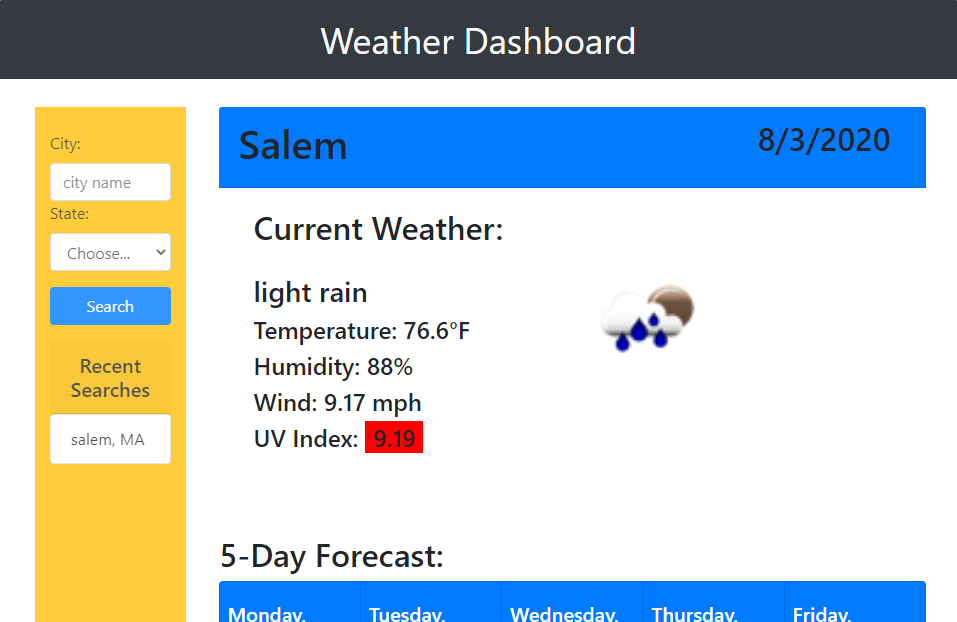 Weather Dashboard
City:
city name
State:
Choose...
Search
Recent
Searches
salem, MA
Salem
8/3/2020
Current Weather:
light rain
Temperature: 76.6°F
Humidity: 88%
Wind: 9.17 mph
UV Index: 9.19
5-Day Forecast:
Monday, Tuesday, Wednesday, Thursday, Friday,